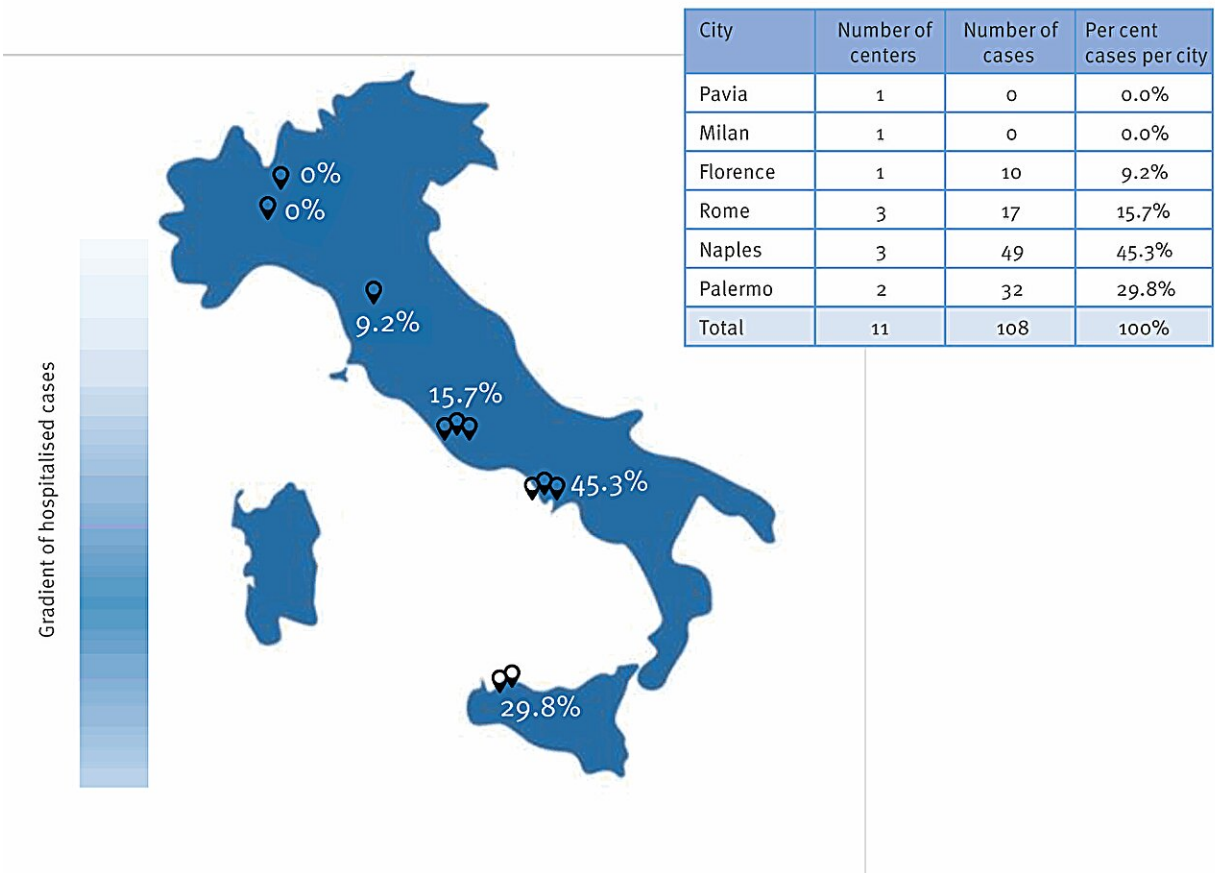 City Number of centers Number of cases Per cent cases per city
Pavia 1 0 0.0%
Milan 1 0 0.0%
Florence 1 10 9.2%
Rome 3 17 15.7%
Naples 3 49 45.3%
Palermo 2 32 29.8%
Total 11 108 100%
0%
0%
9.2%
15.7%
45.3%
29.8%
Gradient of hospitalised cases